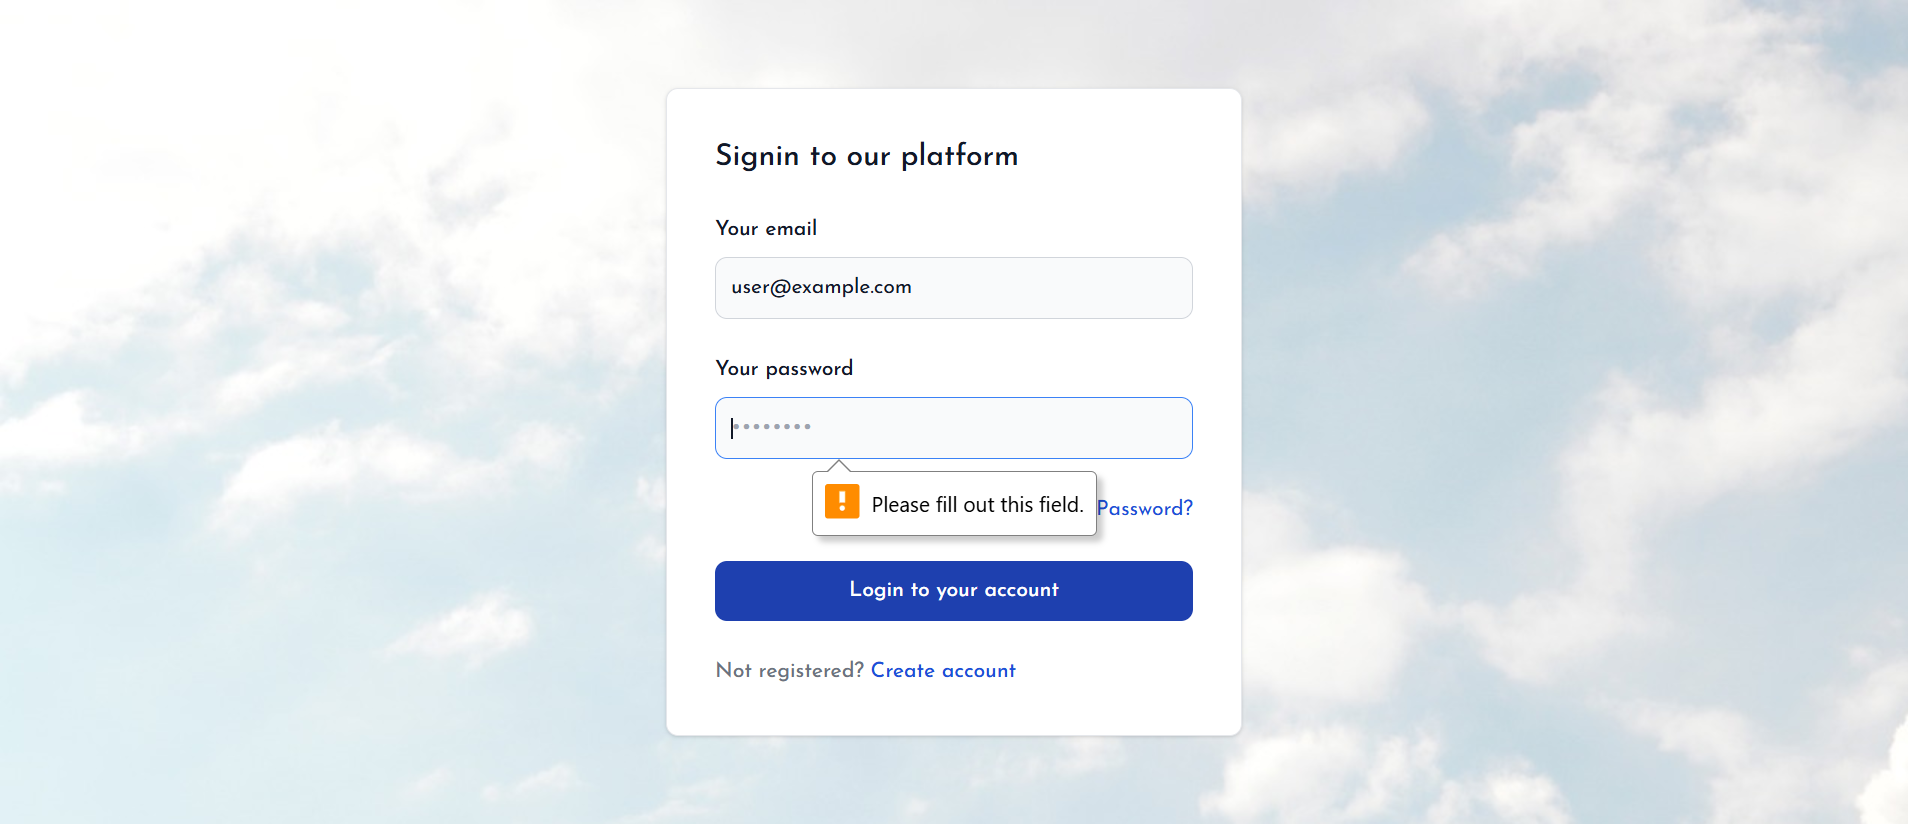 Signin to our platform
Your email
user@example.com
Your password
••••••••
Please fill out this field.
Password?
Login to your account
Not registered? Create account